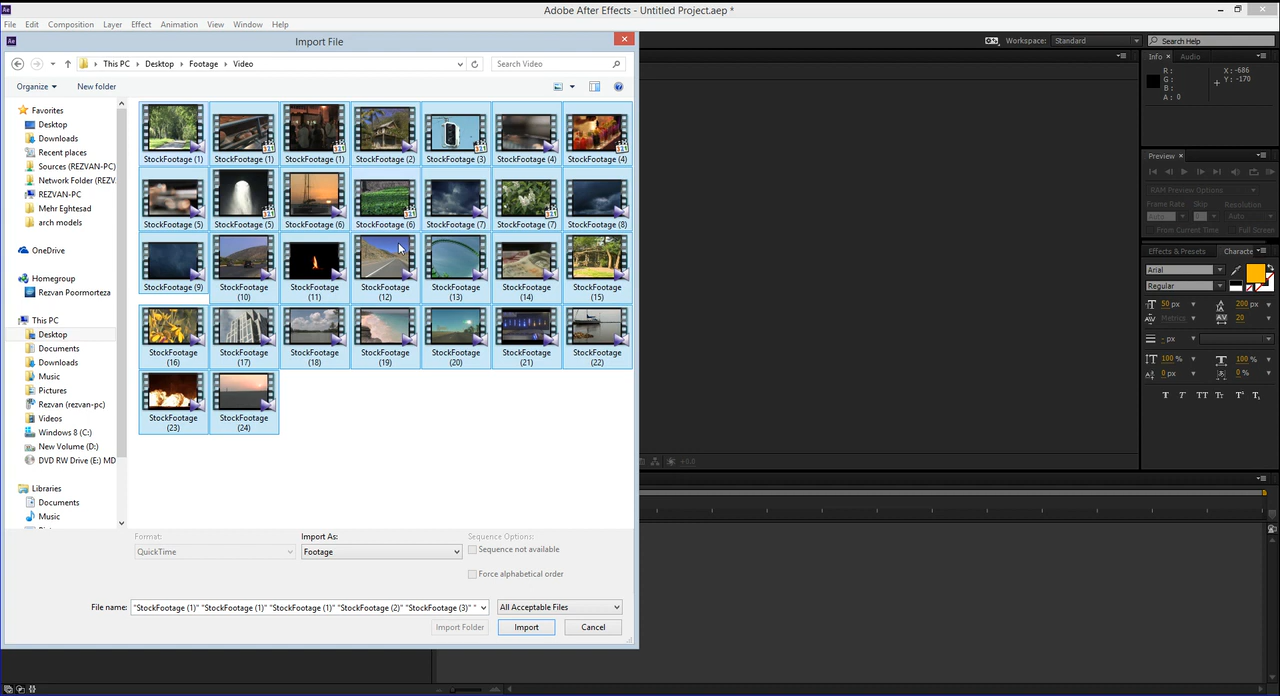 Adobe After Effects - Untitled Project.aep *
File Edit Composition Layer Effect Animation View Window Help
Import File
Workspace: Standard
Search Help
This PC Desktop Footage Video
Search Video
Organize New folder
Info × Audio
R :
G :
B :
A : 0
X : -686
Y : -170
Favorites
Desktop
Downloads
Recent places
Sources (REZVAN-PC)
Network Folder (REZV.
REZVAN-PC
Mehr Eghtesad
arch models
OneDrive
Homegroup
Rezvan Poormorteza
This PC
Desktop
Documents
Downloads
Music
Pictures
Rezvan (rezvan-pc)
Videos
Windows 8 (C:)
New Volume (D:)
DVD RW Drive (E:) MD
Libraries
Documents
Music
StockFootage (1) StockFootage (1) StockFootage (1) StockFootage (2) StockFootage (3) StockFootage (4) StockFootage (4)
StockFootage (5) StockFootage (5) StockFootage (6) StockFootage (6) StockFootage (7) StockFootage (7) StockFootage (8)
StockFootage (9) StockFootage (10) StockFootage (11) StockFootage (12) StockFootage (13) StockFootage (14) StockFootage (15)
StockFootage (16) StockFootage (17) StockFootage (18) StockFootage (19) StockFootage (20) StockFootage (21) StockFootage (22)
StockFootage (23) StockFootage (24)
Format:
QuickTime
Import As:
Footage
Sequence Options:
Sequence not available
Force alphabetical order
File name: "StockFootage (1)" "StockFootage (1)" "StockFootage (1)" "StockFootage (2)" "StockFootage (3)" "
All Acceptable Files
Import Folder Import Cancel
Preview ×
RAM Preview Options
Frame Rate Skip Resolution
Auto 0 Auto
From Current Time Full Screen
Effects & Presets Characte
Arial
Regular
50 px 200 px
Metrics 20
- px
100 % 100 %
0 px 0 %
T T TT Tt T¹ T₁
+0.0